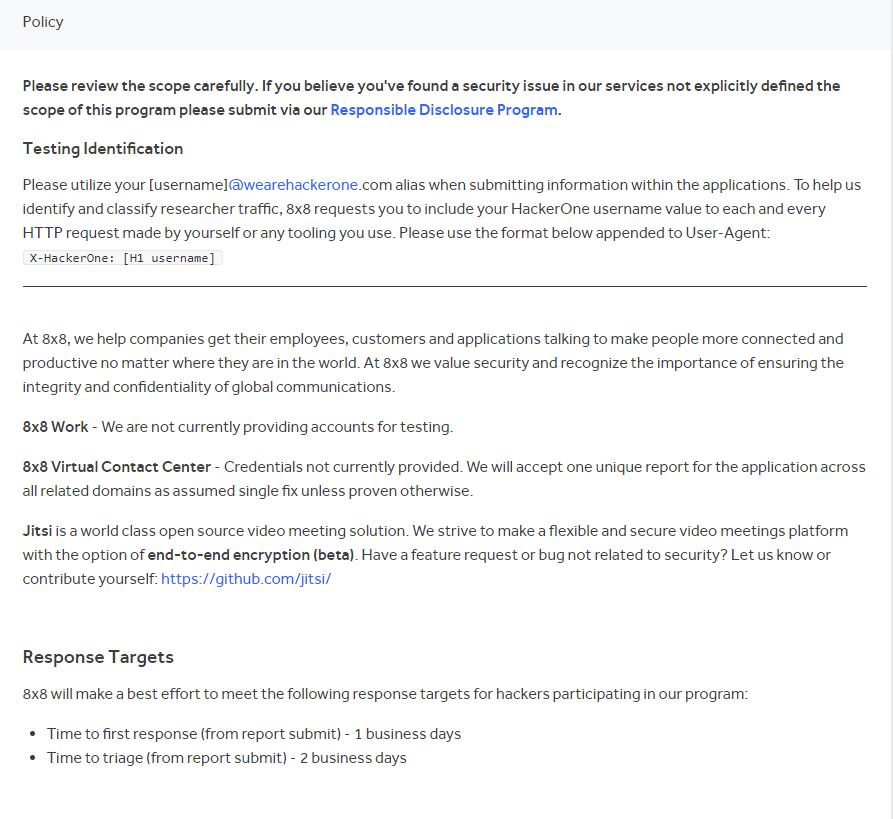 Policy
Please review the scope carefully. If you believe you've found a security issue in our services not explicitly defined the
scope of this program please submit via our Responsible Disclosure Program.
Testing Identification
Please utilize your [username]@wearehackerone.com alias when submitting information within the applications. To help us
identify and classify researcher traffic, 8x8 requests you to include your HackerOne username value to each and every
HTTP request made by yourself or any tooling you use. Please use the format below appended to User-Agent:
X-HackerOne: [H1 username]
At 8x8, we help companies get their employees, customers and applications talking to make people more connected and
productive no matter where they are in the world. At 8x8 we value security and recognize the importance of ensuring the
integrity and confidentiality of global communications.
8x8 Work - We are not currently providing accounts for testing.
8x8 Virtual Contact Center - Credentials not currently provided. We will accept one unique report for the application across
all related domains as assumed single fix unless proven otherwise.
Jitsi is a world class open source video meeting solution. We strive to make a flexible and secure video meetings platform
with the option of end-to-end encryption (beta). Have a feature request or bug not related to security? Let us know or
contribute yourself: https://github.com/jitsi/
Response Targets
8x8 will make a best effort to meet the following response targets for hackers participating in our program:
• Time to first response (from report submit) - 1 business days
• Time to triage (from report submit) - 2 business days